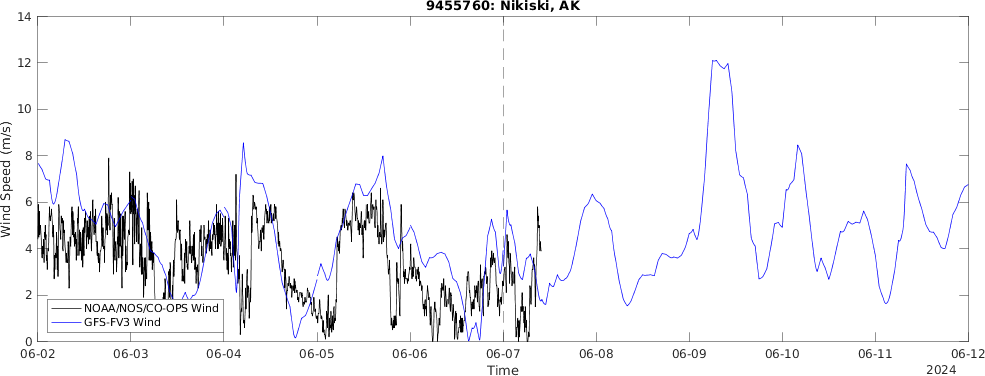 9455760: Nikiski, AK
14
12
10
8
6
4
2
0
Wind Speed (m/s)
NOAA/NOS/CO-OPS Wind
GFS-FV3 Wind
06-02 06-03 06-04 06-05 06-06 06-07 06-08 06-09 06-10 06-11 06-12
Time
2024